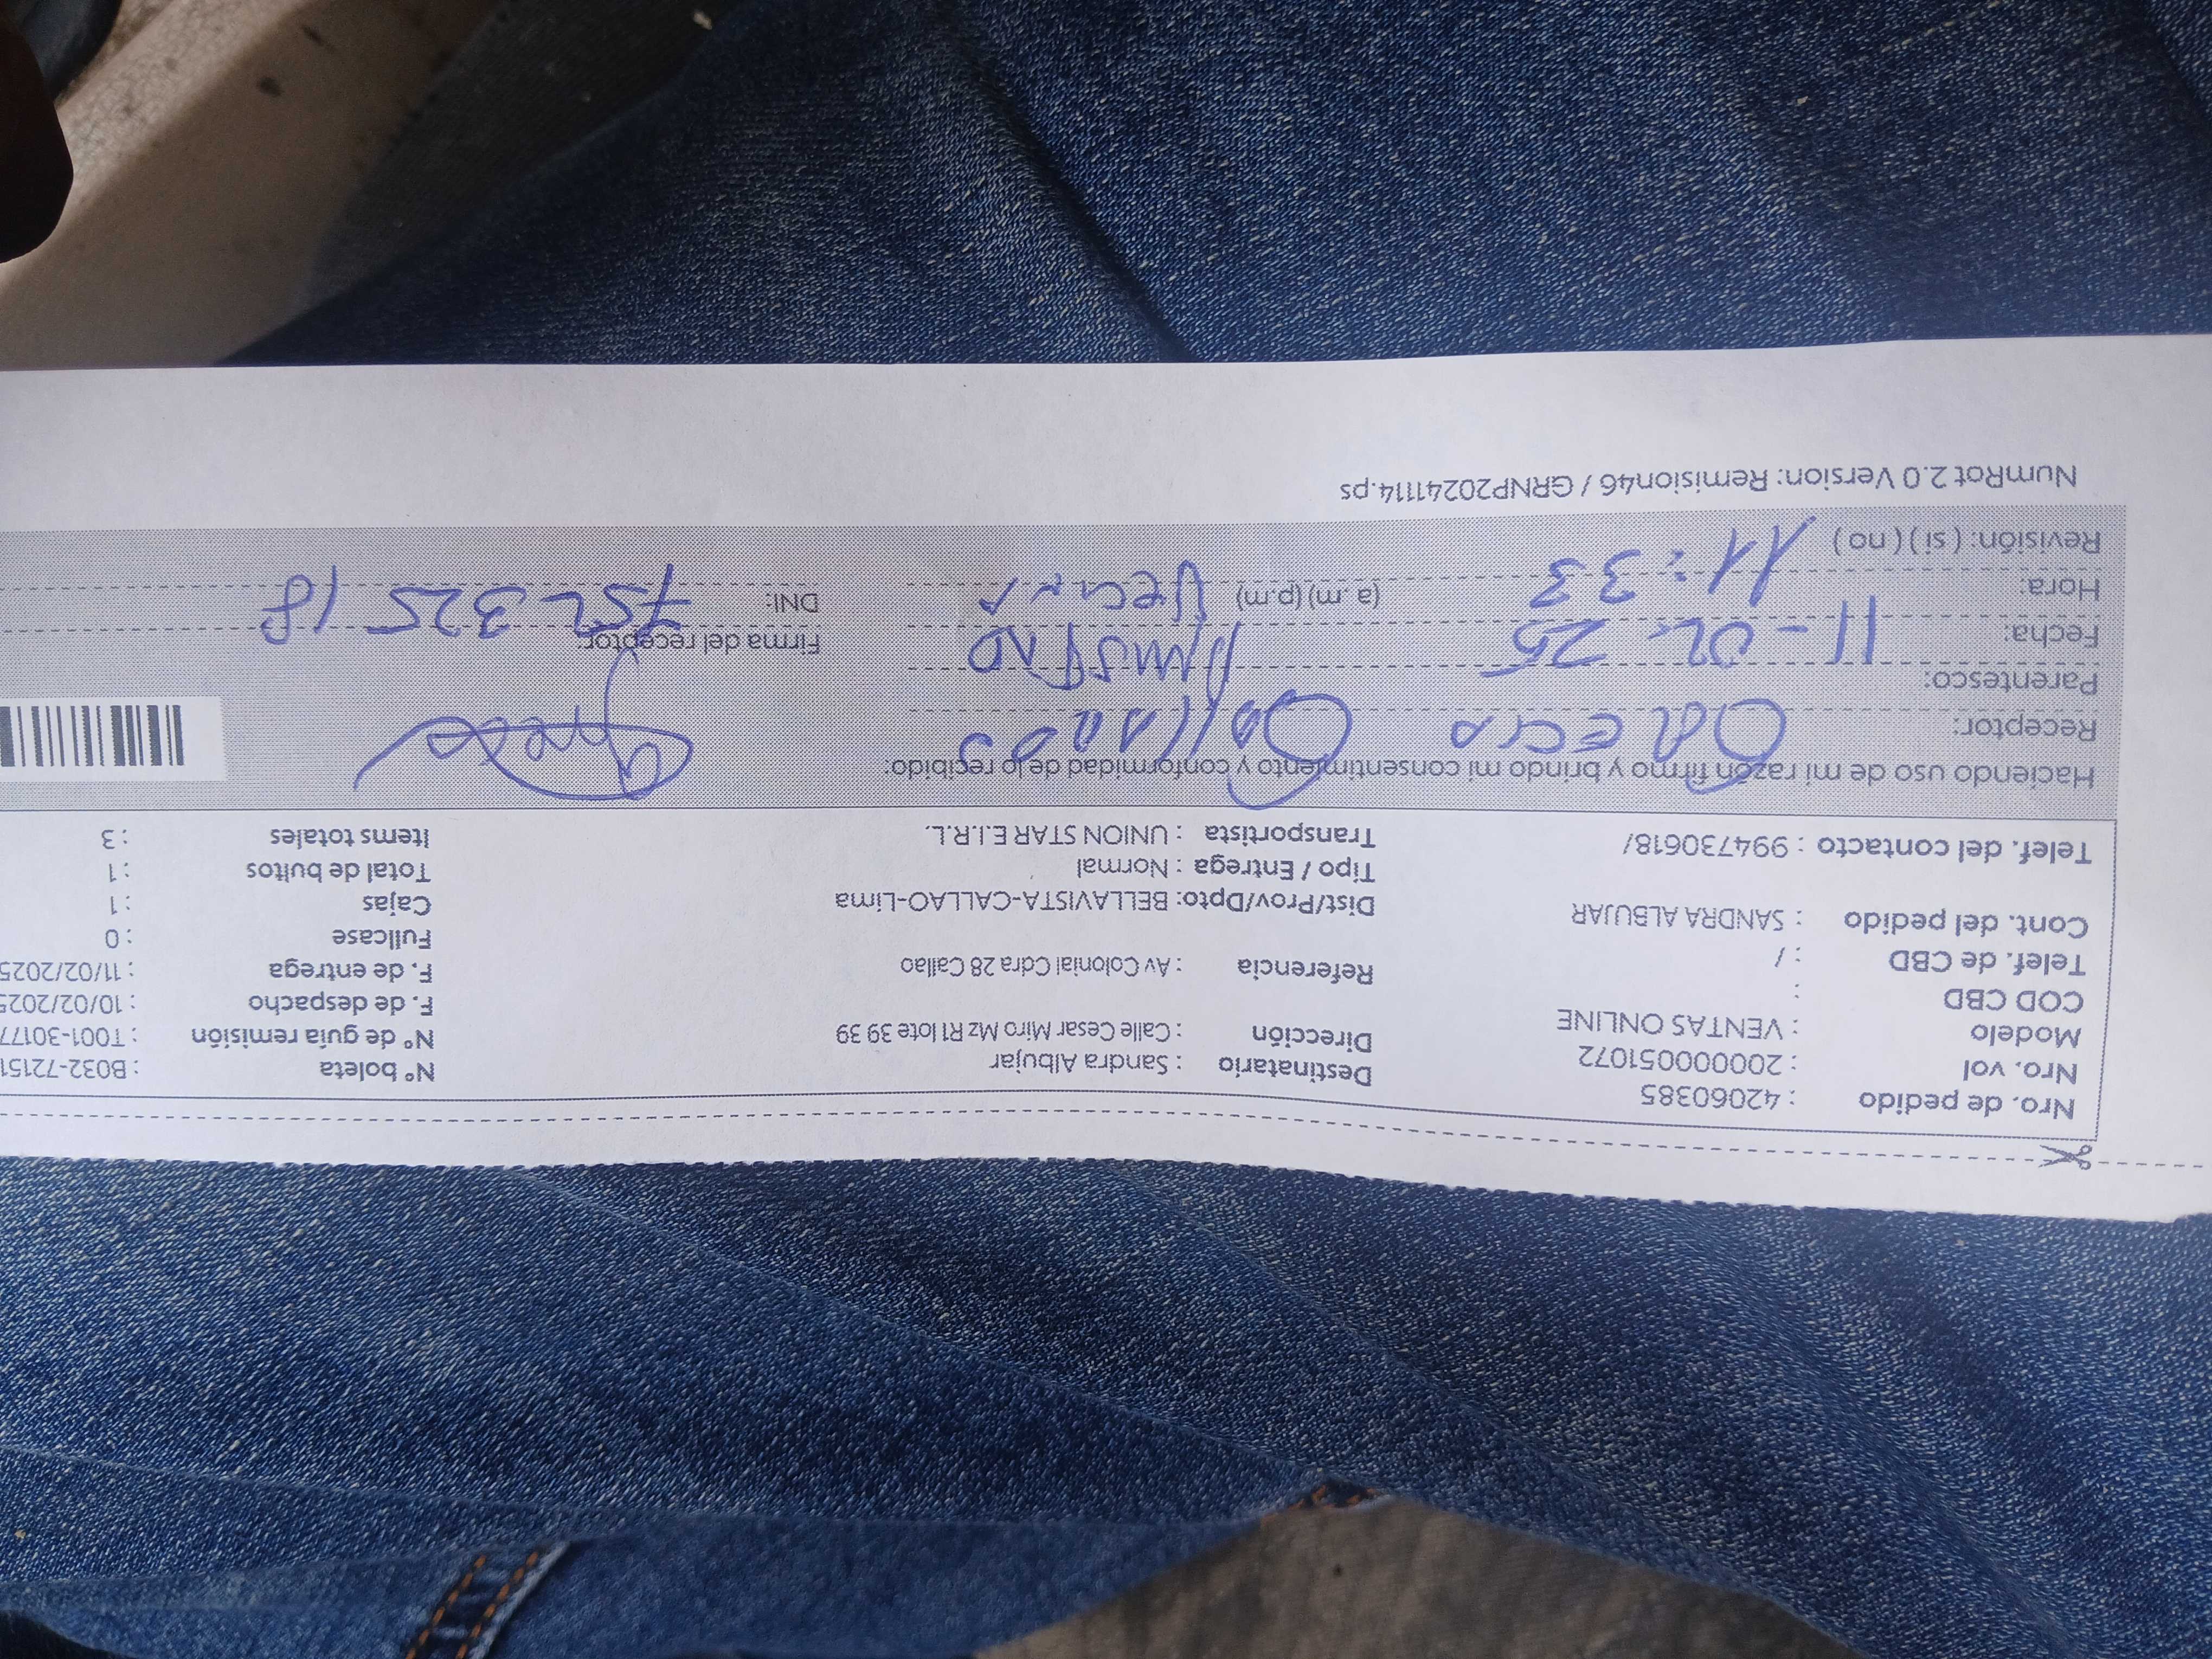 Nro. de pedido : 42060385
Nro. vol : 20000051072
Modelo : VENTAS ONLINE
COD CBD :
Telef. de CBD : /
Cont. del pedido : SANDRA ALBUJAR
Telef. del contacto : 994730618/
Destinatario : Sandra Albujar
Dirección : Calle Cesar Miro Mz R1 lote 39 39
Referencia : Av Colonial Cdra 28 Callao
Dist/Prov/Dpto: BELLAVISTA-CALLAO-Lima
Tipo / Entrega : Normal
Transportista : UNION STAR E.I.R.L.
N° boleta : B032-72151
N° de guía remisión : T001-30177
F. de despacho : 10/02/2025
F. de entrega : 11/02/2025
Fullcase : 0
Cajas : 1
Total de bultos : 1
Items totales : 3
Haciendo uso de mi razón firmo y brindo mi consentimiento y conformidad de lo recibido:
Receptor:
Parentesco:
Fecha: 11-02-25
Hora: 11:33 (a.m) (p.m) Vecina
Revisión: ( si ) ( no )
Firma del receptor:
DNI: 75232518
NumRot 2.0 Version: Remision46 / GRNP20241114.ps